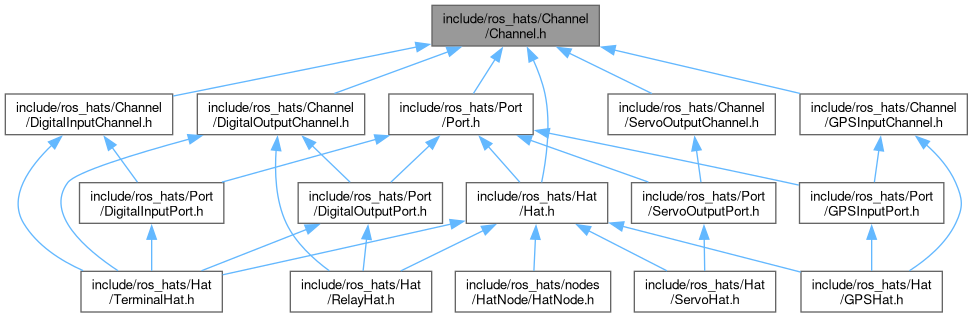 include/ros_hats/Channel
/Channel.h
include/ros_hats/Channel
/DigitalInputChannel.h
include/ros_hats/Channel
/DigitalOutputChannel.h
include/ros_hats/Port
/Port.h
include/ros_hats/Channel
/ServoOutputChannel.h
include/ros_hats/Channel
/GPSInputChannel.h
include/ros_hats/Port
/DigitalInputPort.h
include/ros_hats/Port
/DigitalOutputPort.h
include/ros_hats/Hat
/Hat.h
include/ros_hats/Port
/ServoOutputPort.h
include/ros_hats/Port
/GPSInputPort.h
include/ros_hats/Hat
/TerminalHat.h
include/ros_hats/Hat
/RelayHat.h
include/ros_hats/nodes
/HatNode/HatNode.h
include/ros_hats/Hat
/ServoHat.h
include/ros_hats/Hat
/GPSHat.h